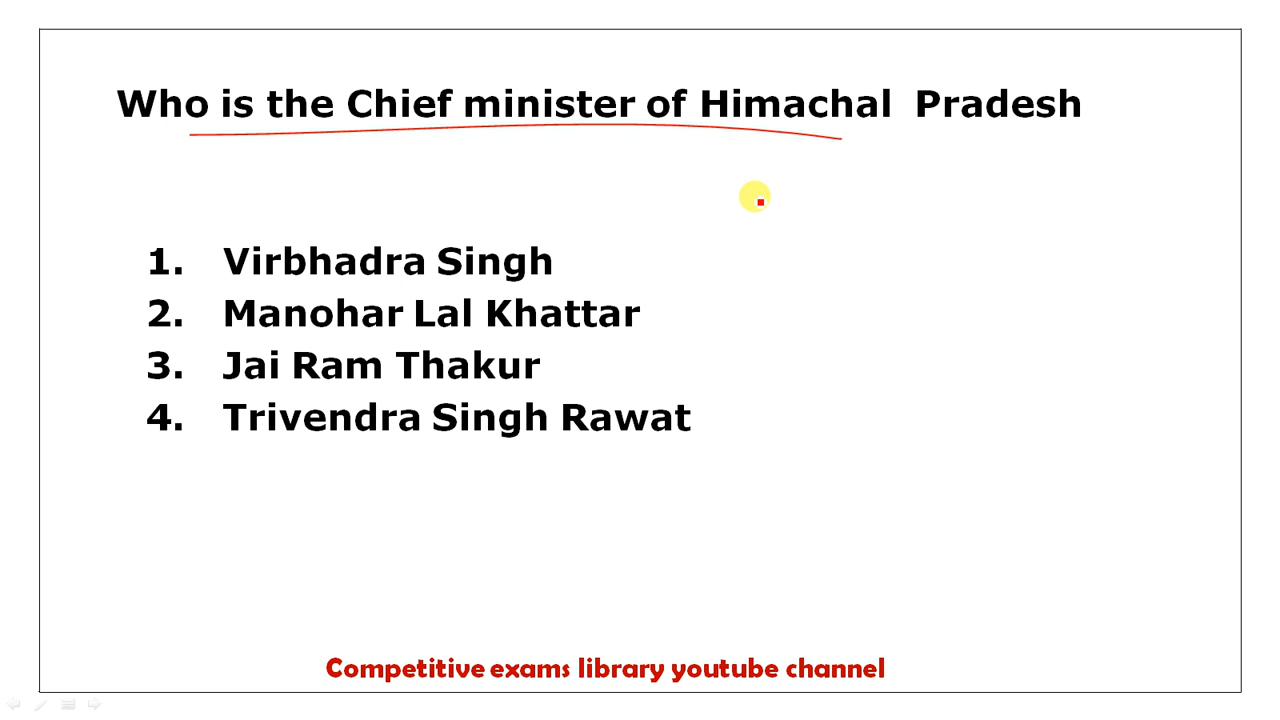 Who is the Chief minister of Himachal Pradesh
1. Virbhadra Singh
2. Manohar Lal Khattar
3. Jai Ram Thakur
4. Trivendra Singh Rawat
Competitive exams library youtube channel